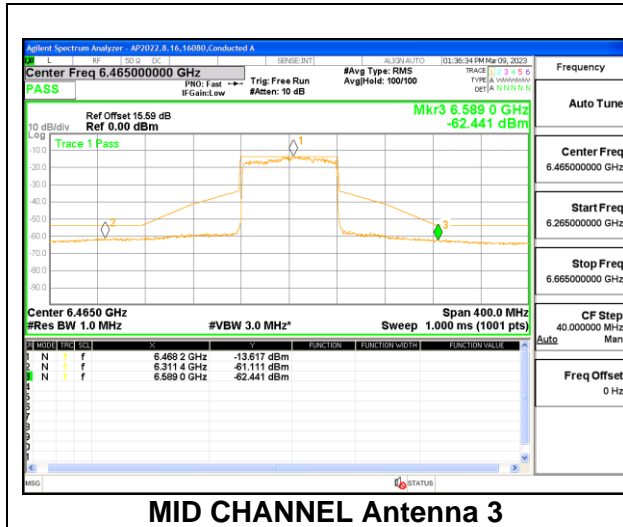 Agilent Spectrum Analyzer - AP2022.8.16,16080,Conducted A
L RF 50 Ω DC SENSE:INT ALIGN AUTO 01:36:34 PM Mar 09, 2023
Center Freq 6.465000000 GHz
PASS
PNO: Fast
IFGain:Low
Trig: Free Run
#Atten: 10 dB
#Avg Type: RMS
Avg|Hold: 100/100
TRACE 1 2 3 4 5 6
TYPE A WWWWW
DET A N N N N N
Ref Offset 15.59 dB
10 dB/div Ref 0.00 dBm
Mkr3 6.589 0 GHz
-62.441 dBm
Log
Trace 1 Pass
-10.0
-20.0
-30.0
-40.0
-50.0
-60.0
-70.0
-80.0
-90.0
1
2
3
Center 6.4650 GHz Span 400.0 MHz
#Res BW 1.0 MHz #VBW 3.0 MHz* Sweep 1.000 ms (1001 pts)
MODE TRC SCL X Y FUNCTION FUNCTION WIDTH FUNCTION VALUE
N 1 f 6.468 2 GHz -13.617 dBm
N 1 f 6.311 4 GHz -61.111 dBm
N 1 f 6.589 0 GHz -62.441 dBm
MSG STATUS
Frequency
Auto Tune
Center Freq
6.465000000 GHz
Start Freq
6.265000000 GHz
Stop Freq
6.665000000 GHz
CF Step
40.000000 MHz
Auto Man
Freq Offset
0 Hz
MID CHANNEL Antenna 3